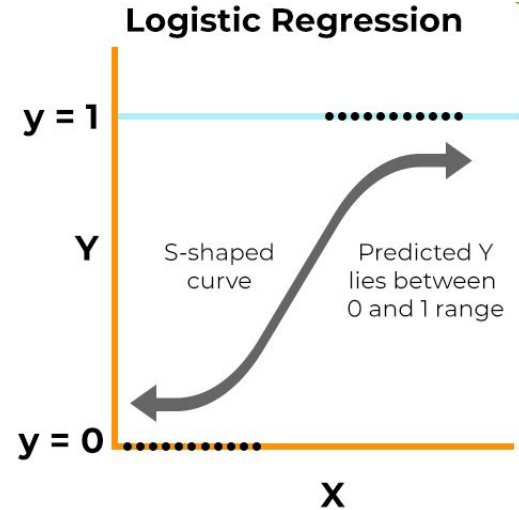 Logistic Regression
y = 1
Y
S-shaped
curve
Predicted Y
lies between
0 and 1 range
y = 0
X